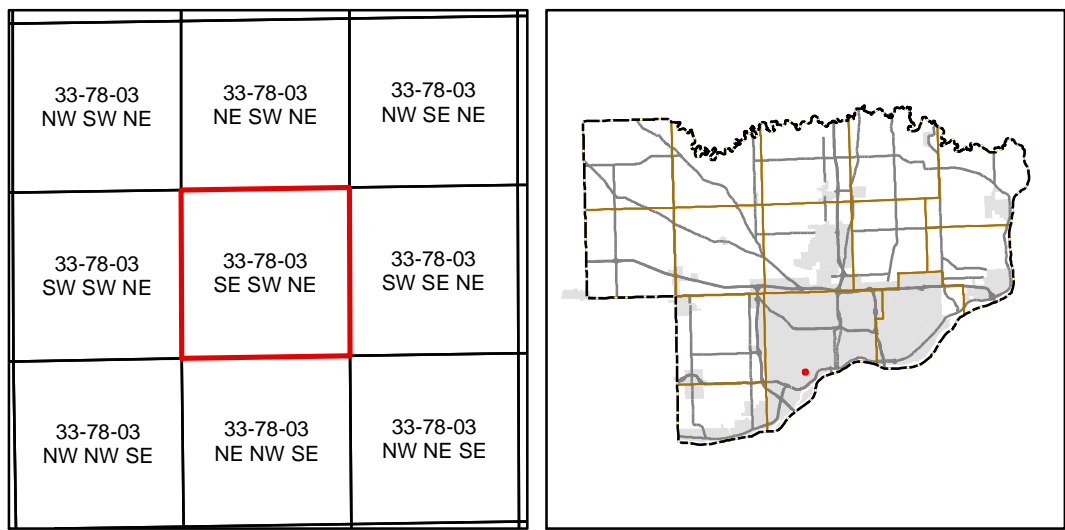 33-78-03
NW SW NE
33-78-03
NE SW NE
33-78-03
NW SE NE
33-78-03
SW SW NE
33-78-03
SE SW NE
33-78-03
SW SE NE
33-78-03
NW NW SE
33-78-03
NE NW SE
33-78-03
NW NE SE